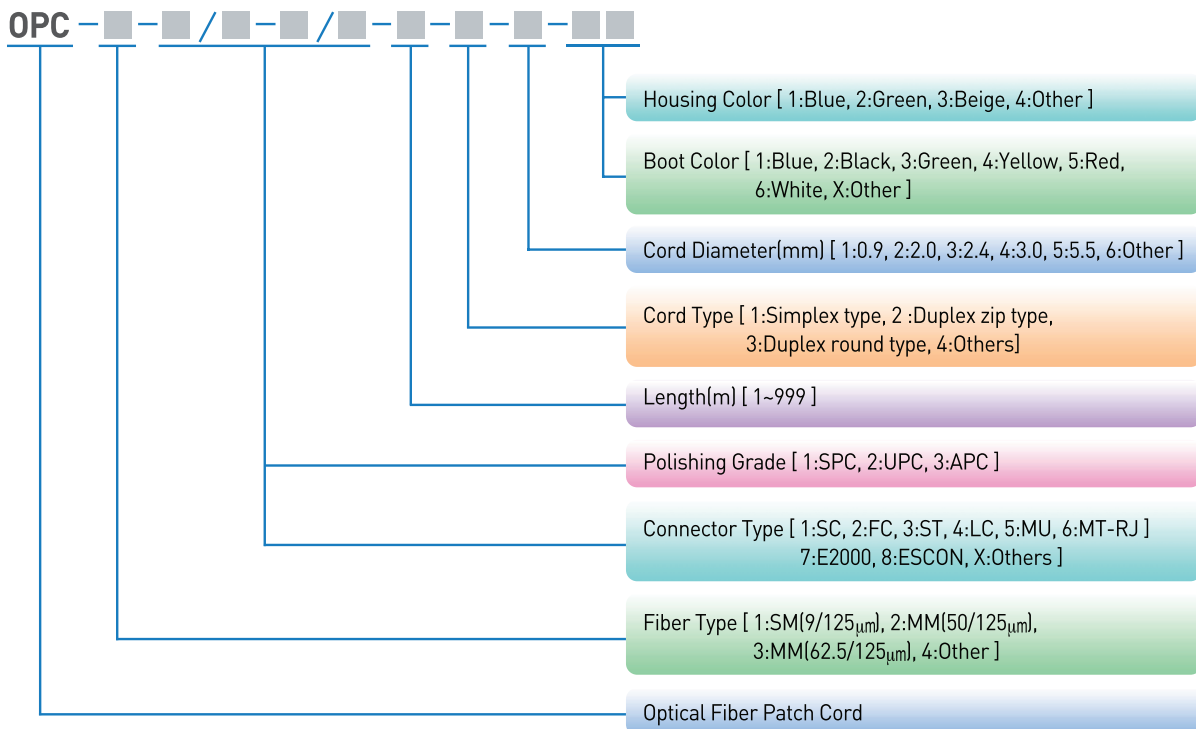 OPC - - / - / - - - -
Housing Color [ 1:Blue, 2:Green, 3:Beige, 4:Other ]
Boot Color [ 1:Blue, 2:Black, 3:Green, 4:Yellow, 5:Red,
6:White, X:Other ]
Cord Diameter(mm) [ 1:0.9, 2:2.0, 3:2.4, 4:3.0, 5:5.5, 6:Other ]
Cord Type [ 1:Simplex type, 2 :Duplex zip type,
3:Duplex round type, 4:Others]
Length(m) [ 1~999 ]
Polishing Grade [ 1:SPC, 2:UPC, 3:APC ]
Connector Type [ 1:SC, 2:FC, 3:ST, 4:LC, 5:MU, 6:MT-RJ ]
7:E2000, 8:ESCON, X:Others ]
Fiber Type [ 1:SM(9/125μm), 2:MM(50/125μm),
3:MM(62.5/125μm), 4:Other ]
Optical Fiber Patch Cord